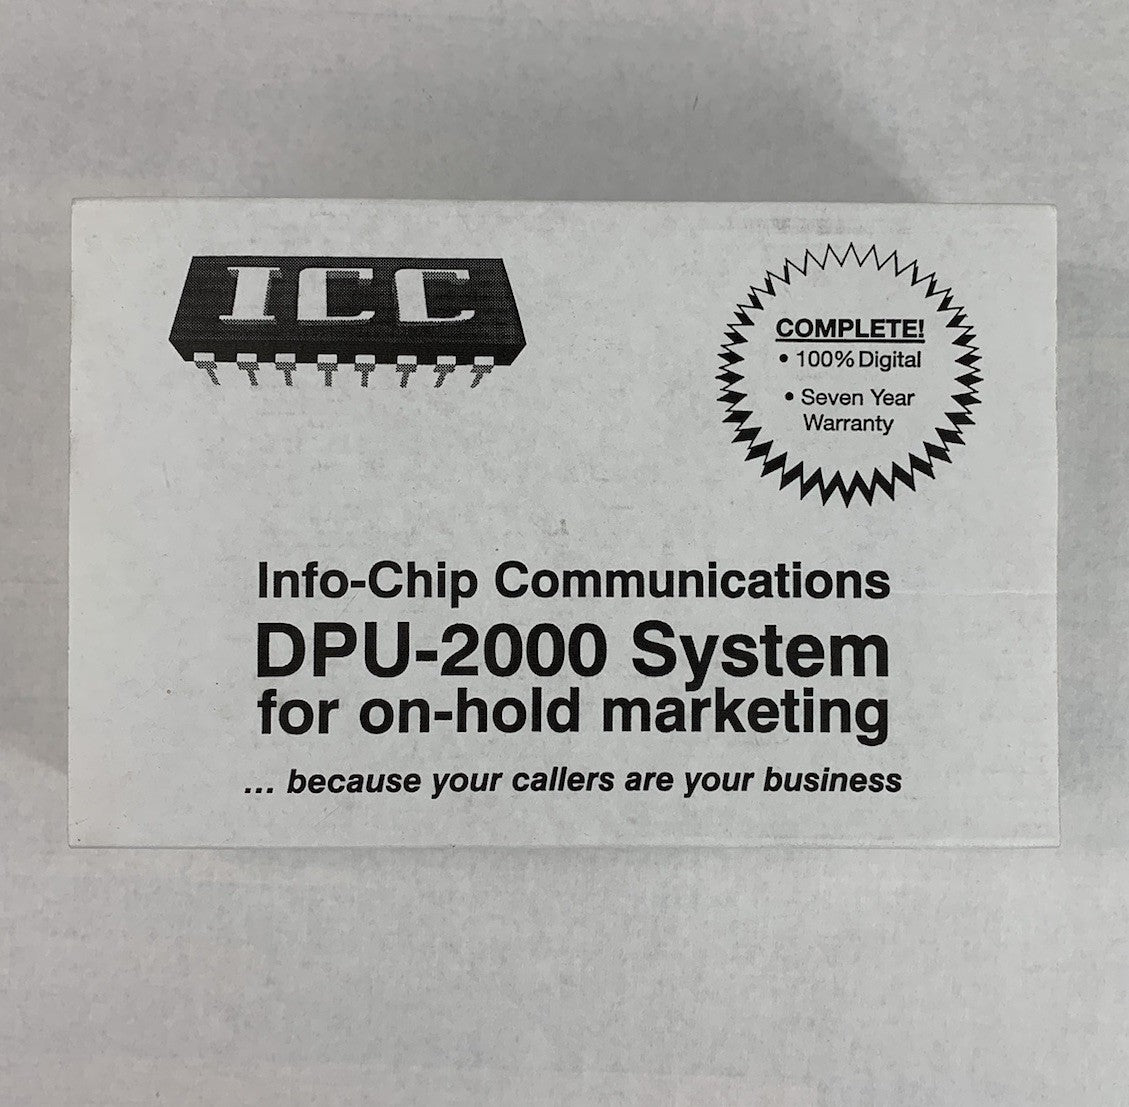 ICC
COMPLETE!
• 100% Digital
• Seven Year
Warranty
Info-Chip Communications
DPU-2000 System
for on-hold marketing
... because your callers are your business